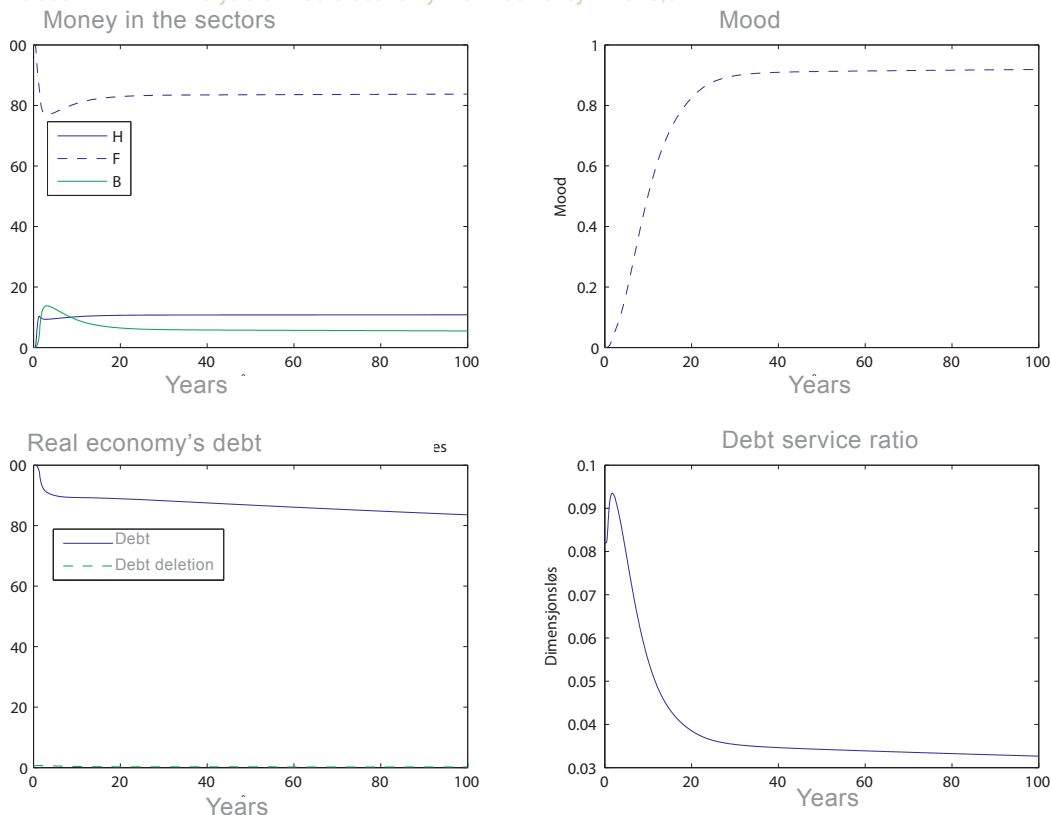 Money in the sectors
00
80
60
40
20
0
H
F
B
0 20 40 60 80 100
Years
Mood
1
0.8
0.6
0.4
0.2
0
Mood
0 20 40 60 80 100
Years
Real economy's debt
es
00
80
60
40
20
0
Debt
Debt deletion
0 20 40 60 80 100
Years
Debt service ratio
0.1
0.09
0.08
0.07
0.06
0.05
0.04
0.03
Dimensjonsløs
0 20 40 60 80 100
Years